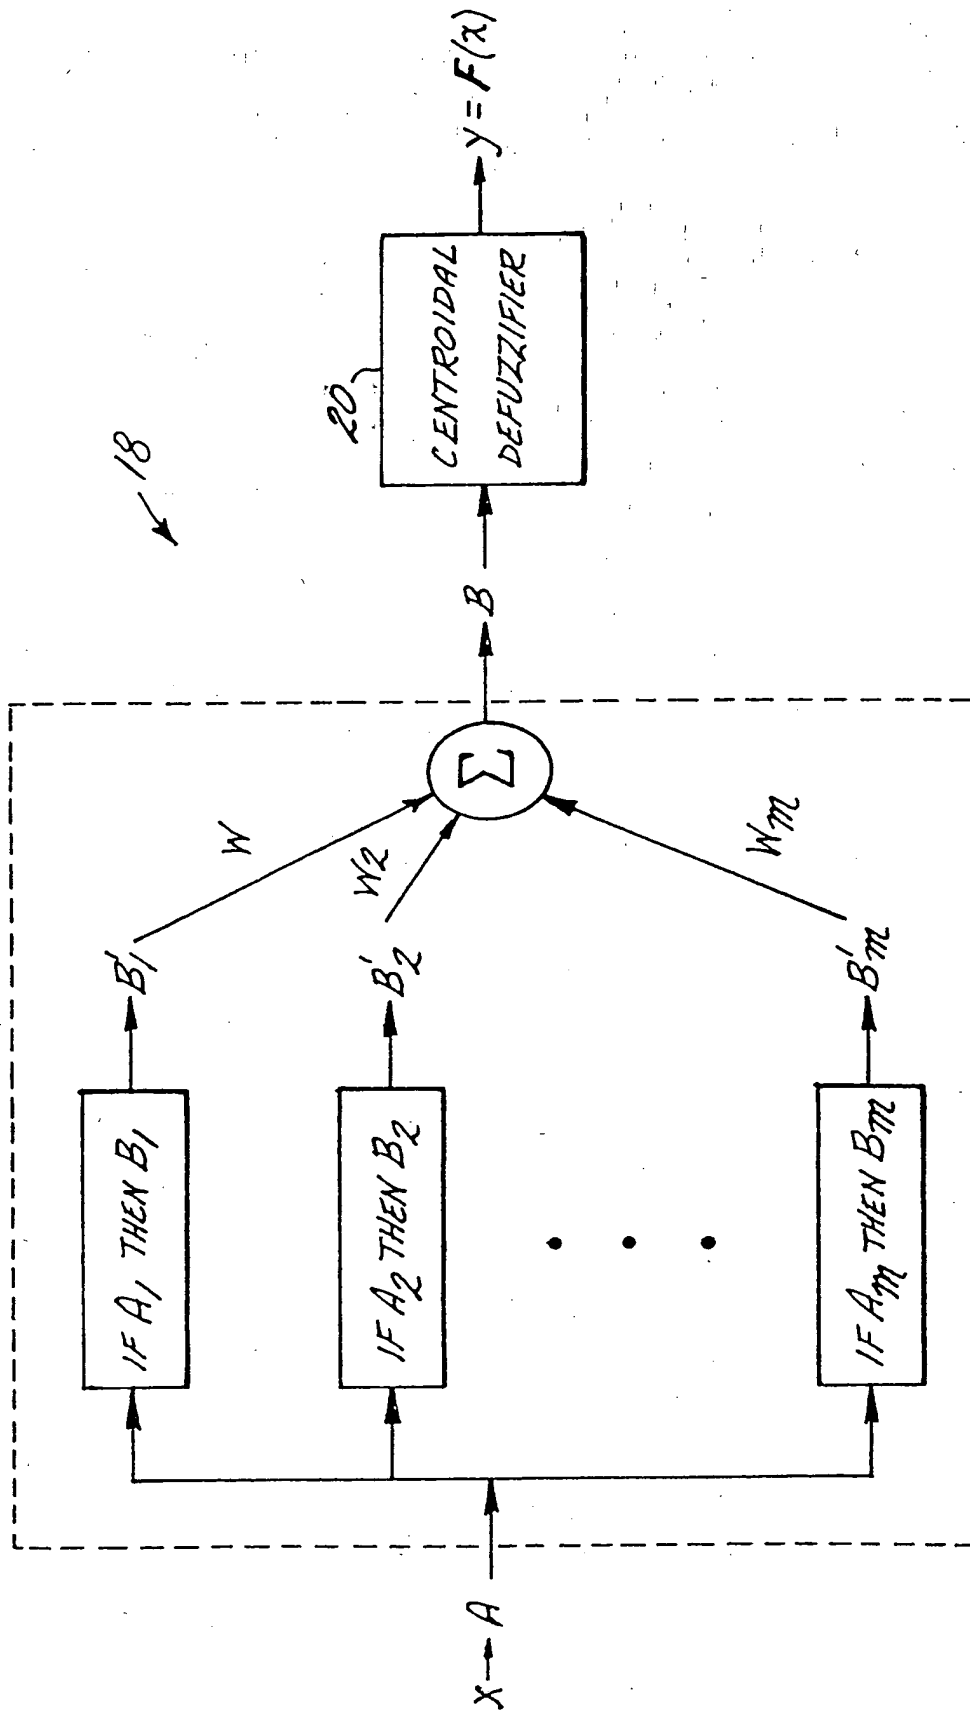 18
X → A
IF A1 THEN B1
B'1
W
IF A2 THEN B2
B'2
W2
• • •
IF Am THEN Bm
B'm
Wm
Σ
B
20
CENTROIDAL
DEFUZZIFIER
y = F(x)